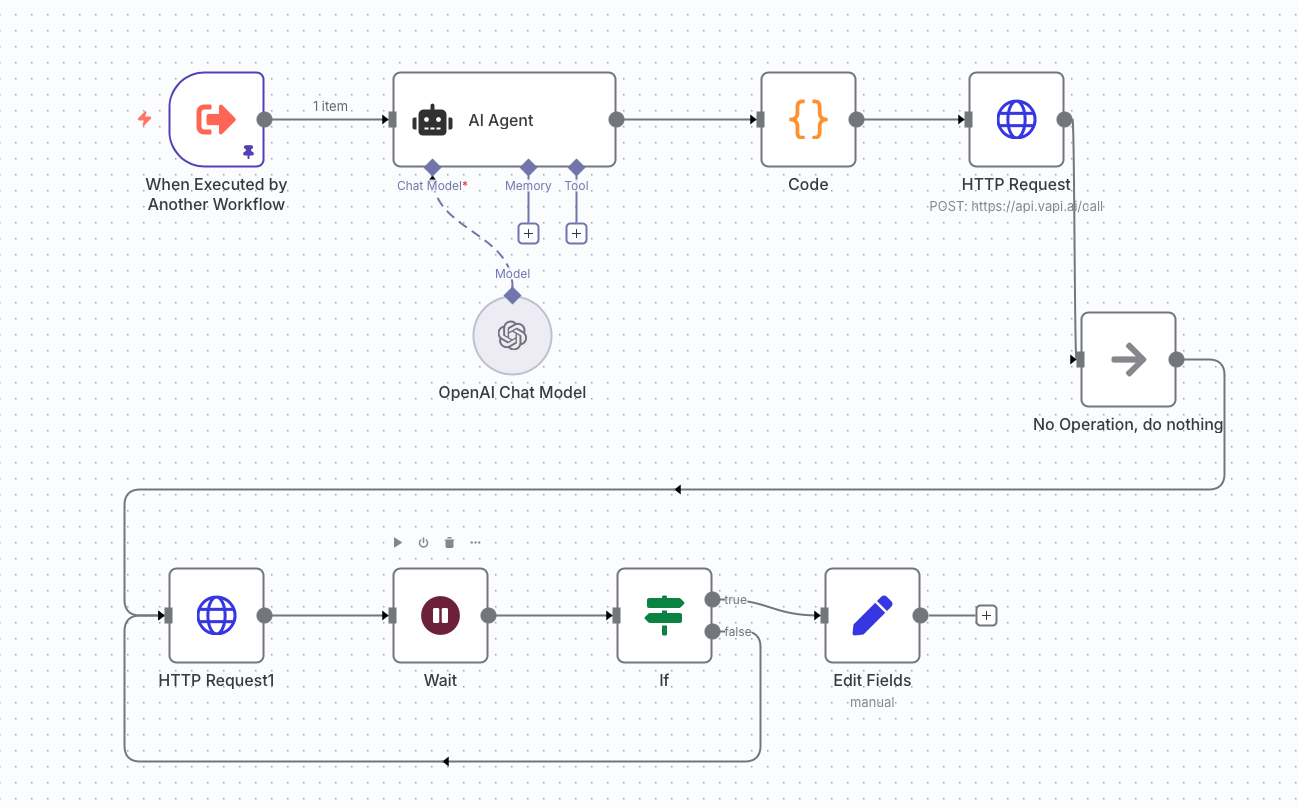 1 item
AI Agent
When Executed by
Another Workflow
Chat Model*
Memory
Tool
Code
HTTP Request
POST: https://api.vapi.ai/call
Model
OpenAI Chat Model
No Operation, do nothing
true
false
HTTP Request1
Wait
If
Edit Fields
manual